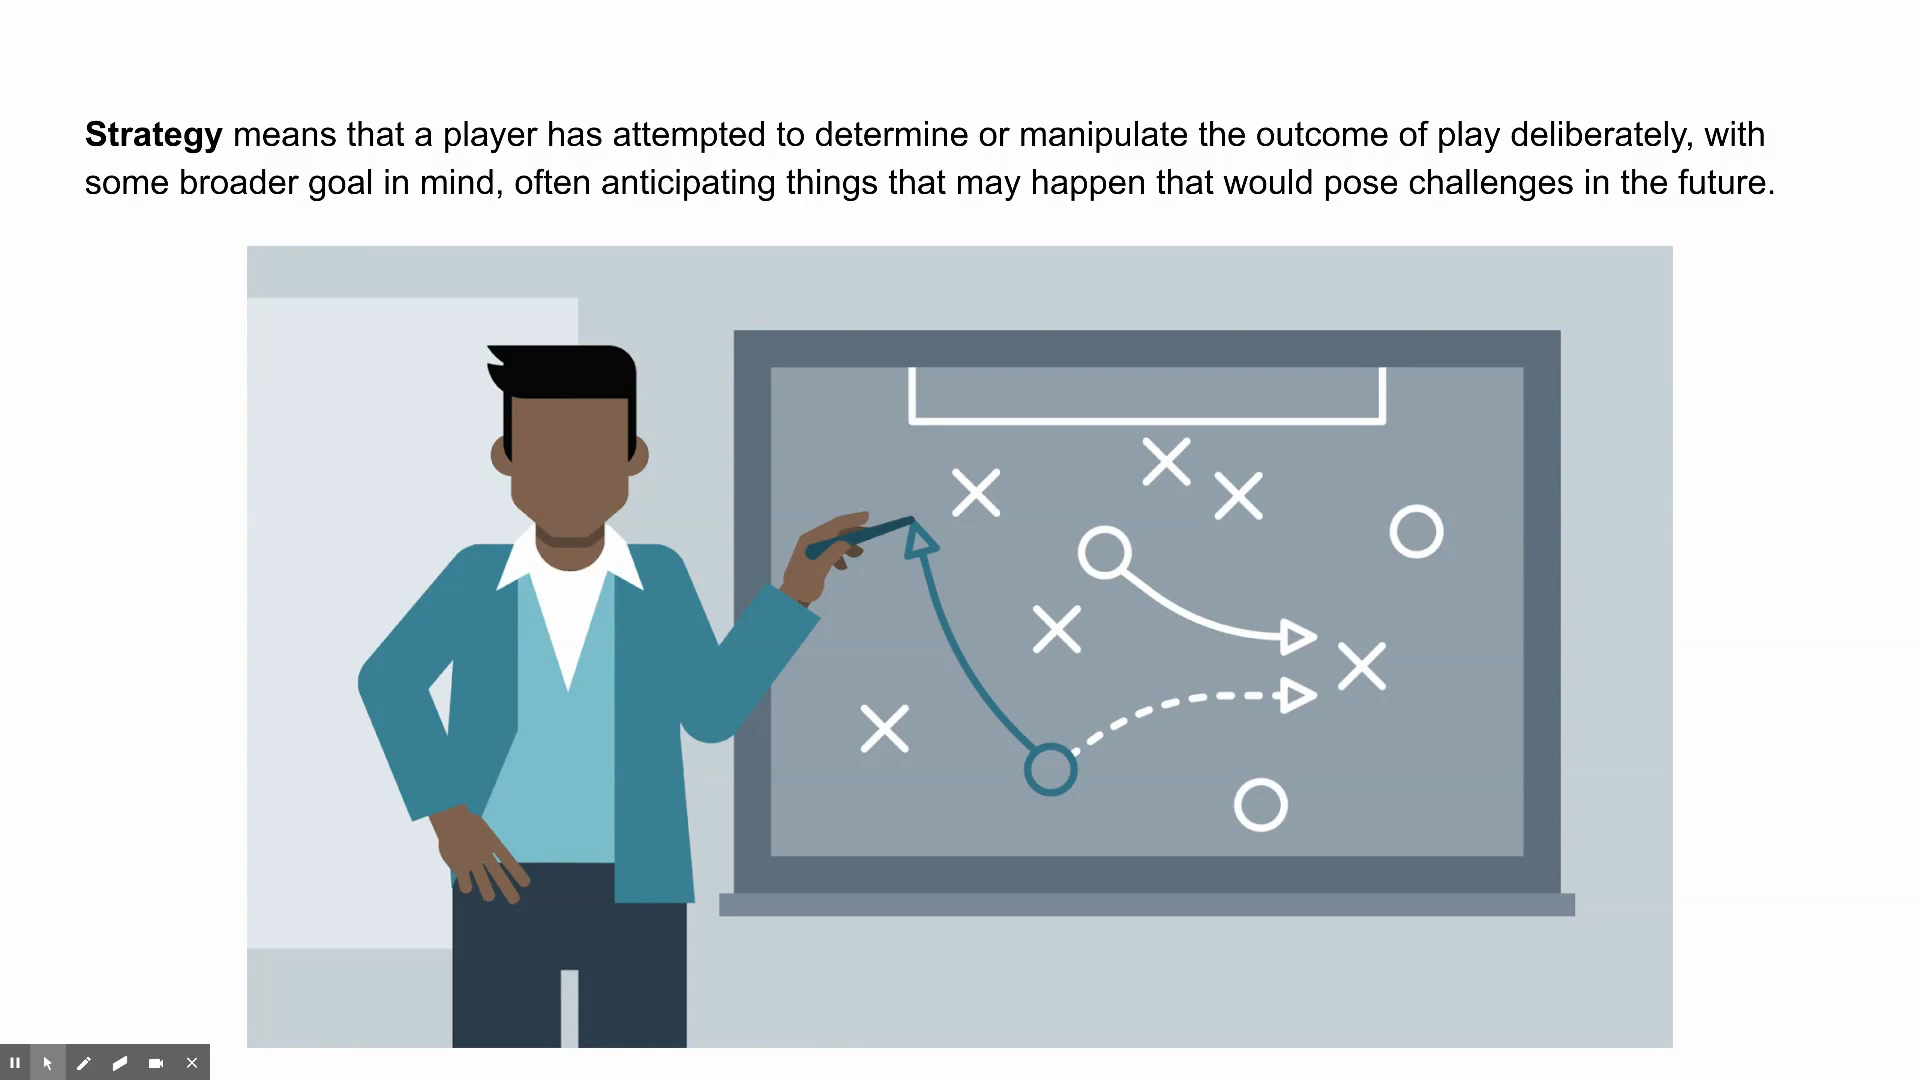 Strategy means that a player has attempted to determine or manipulate the outcome of play deliberately, with
some broader goal in mind, often anticipating things that may happen that would pose challenges in the future.